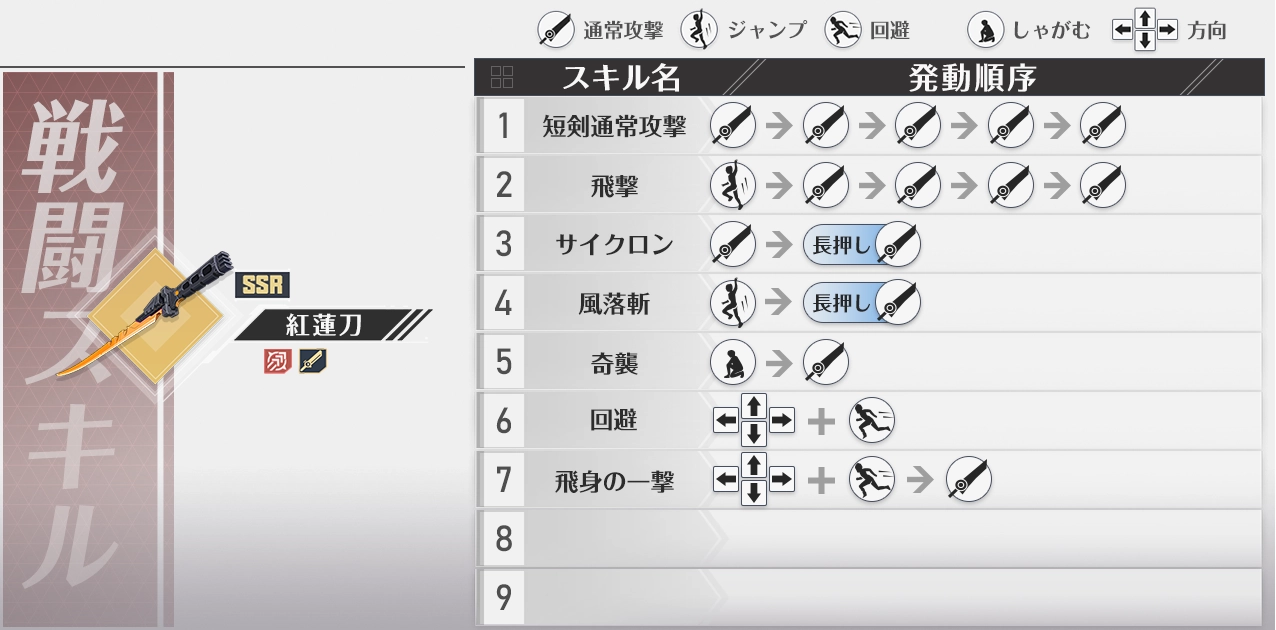 通常攻撃 ジャンプ 回避 しゃがむ 方向
戦闘スキル
SSR
紅蓮刀
スキル名 発動順序
1 短剣通常攻撃
2 飛撃
3 サイクロン 長押し
4 風落斬 長押し
5 奇襲
6 回避
7 飛身の一撃
8
9